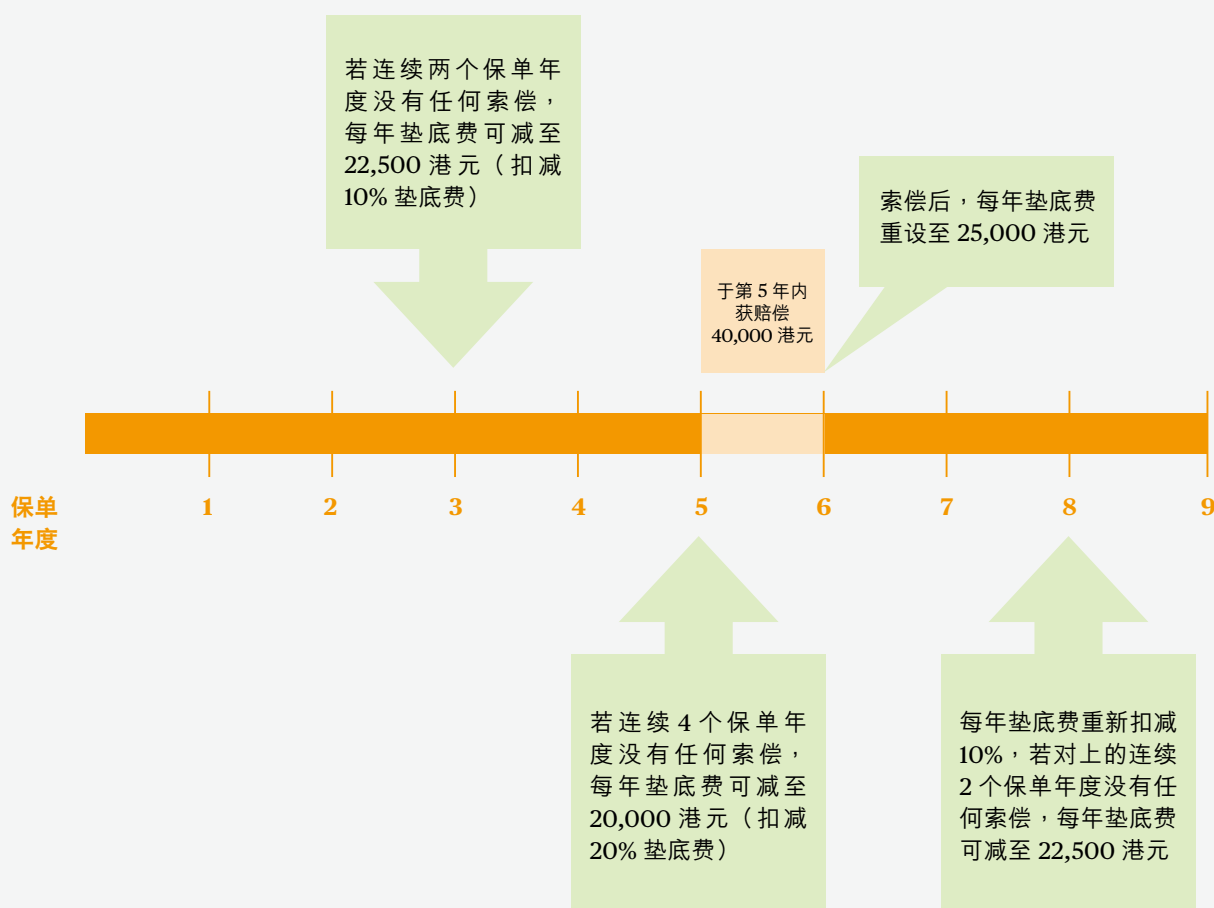 若连续两个保单年
度没有任何索偿，
每年垫底费可减至
22,500 港元（扣减
10% 垫底费）
索偿后，每年垫底费
重设至 25,000 港元
于第 5 年内
获赔偿
40,000 港元
保单
年度
1 2 3 4 5 6 7 8 9
若连续 4 个保单年
度没有任何索偿，
每年垫底费可减至
20,000 港元（扣减
20% 垫底费）
每年垫底费重新扣减
10%，若对上的连续
2 个保单年度没有任
何索偿，每年垫底费
可减至 22,500 港元